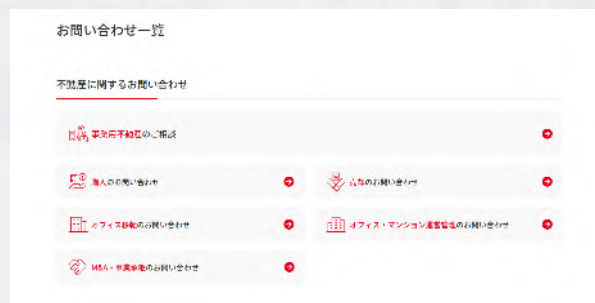 お問い合わせ一覧
不動産に関するお問い合わせ
事業用不動産のご相談
購入のお問い合わせ
売却のお問い合わせ
オフィス移転のお問い合わせ
オフィス・マンション運営管理のお問い合わせ
M&A・事業承継のお問い合わせ